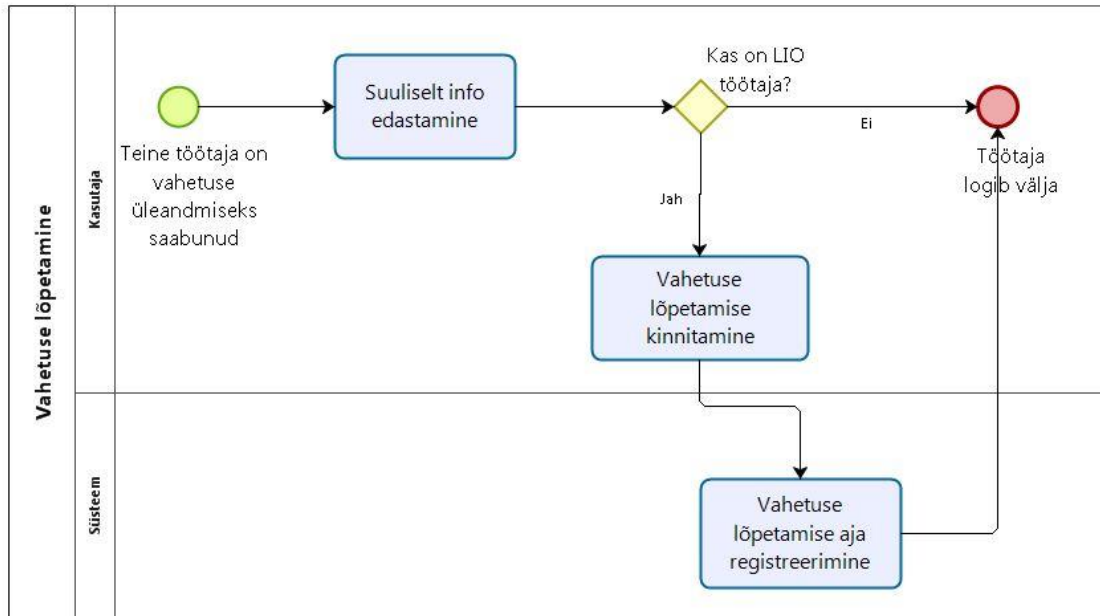 Vahetuse lõpetamine
Kasutaja
Teine töötaja on
vahetuse
üleandmiseks
saabunud
Suuliselt info
edastamine
Kas on LIO
töötaja?
Ei
Jah
Töötaja
logib välja
Vahetuse
lõpetamise
kinnitamine
Süsteem
Vahetuse
lõpetamise aja
registreerimine